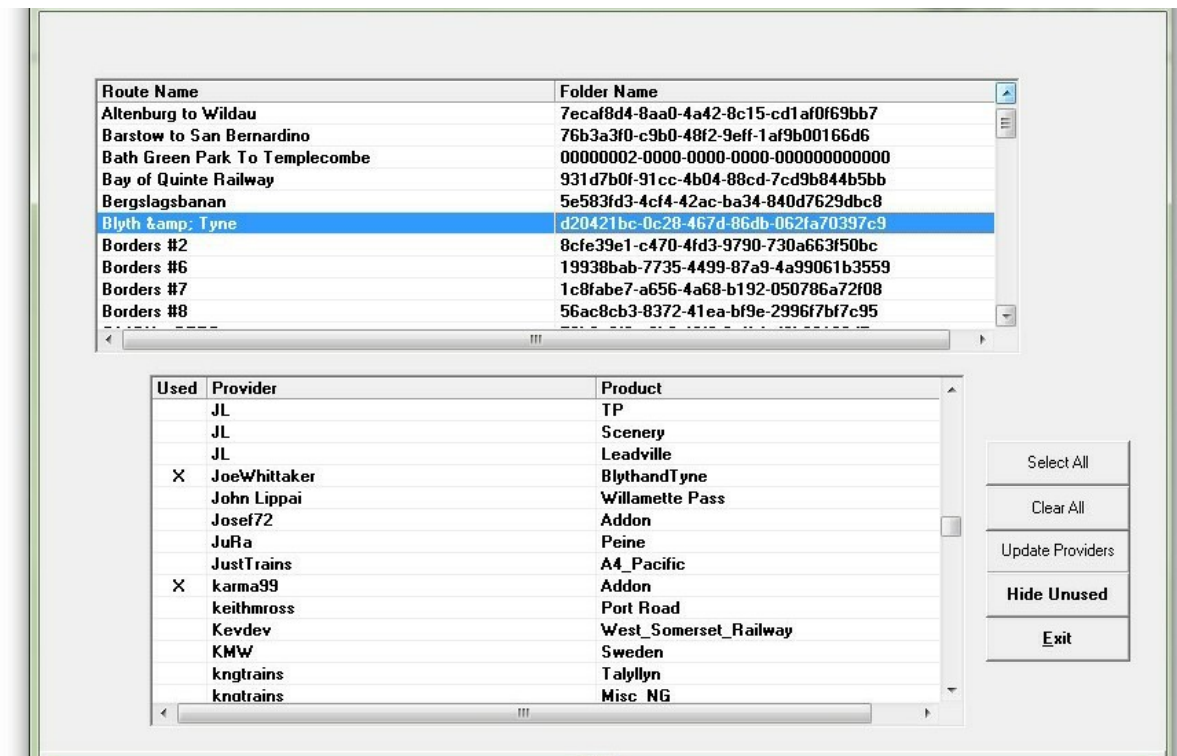 Route Name Folder Name
Altenburg to Wildau 7ecaf8d4-8aa0-4a42-8c15-cd1af0f69bb7
Barstow to San Bernardino 76b3a3f0-c9b0-48f2-9eff-1af9b00166d6
Bath Green Park To Templecombe 00000002-0000-0000-0000-000000000000
Bay of Quinte Railway 931d7b0f-91cc-4b04-88cd-7cd9b844b5bb
Bergslagsbanan 5e583fd3-4cf4-42ac-ba34-840d7629dbc8
Blyth &amp; Tyne d20421bc-0c28-467d-86db-062fa70397c9
Borders #2 8cfe39e1-c470-4fd3-9790-730a663f50bc
Borders #6 19938bab-7735-4499-87a9-4a99061b3559
Borders #7 1c8fabe7-a656-4a68-b192-050786a72f08
Borders #8 56ac8cb3-8372-41ea-bf9e-2996f7bf7c95
Used Provider Product
JL TP
JL Scenery
JL Leadville
X JoeWhittaker BlythandTyne
John Lippai Willamette Pass
Josef72 Addon
JuRa Peine
JustTrains A4_Pacific
X karma99 Addon
keithmross Port Road
Kevdev West_Somerset_Railway
KMW Sweden
kngtrains Talyllyn
kngtrains Misc_NG
Select All
Clear All
Update Providers
Hide Unused
Exit